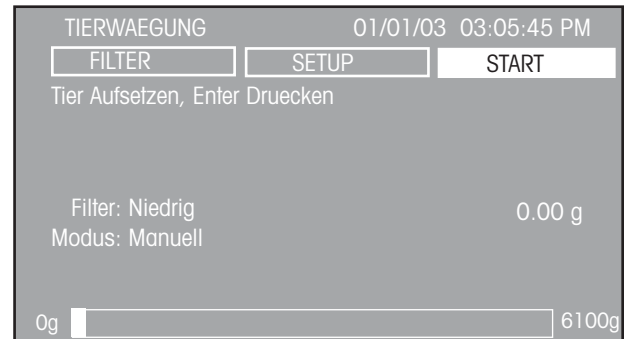 TIERWAEGUNG 01/01/03 03:05:45 PM
FILTER SETUP START
Tier Aufsetzen, Enter Druecken
Filter: Niedrig 0.00 g
Modus: Manuell
0g 6100g